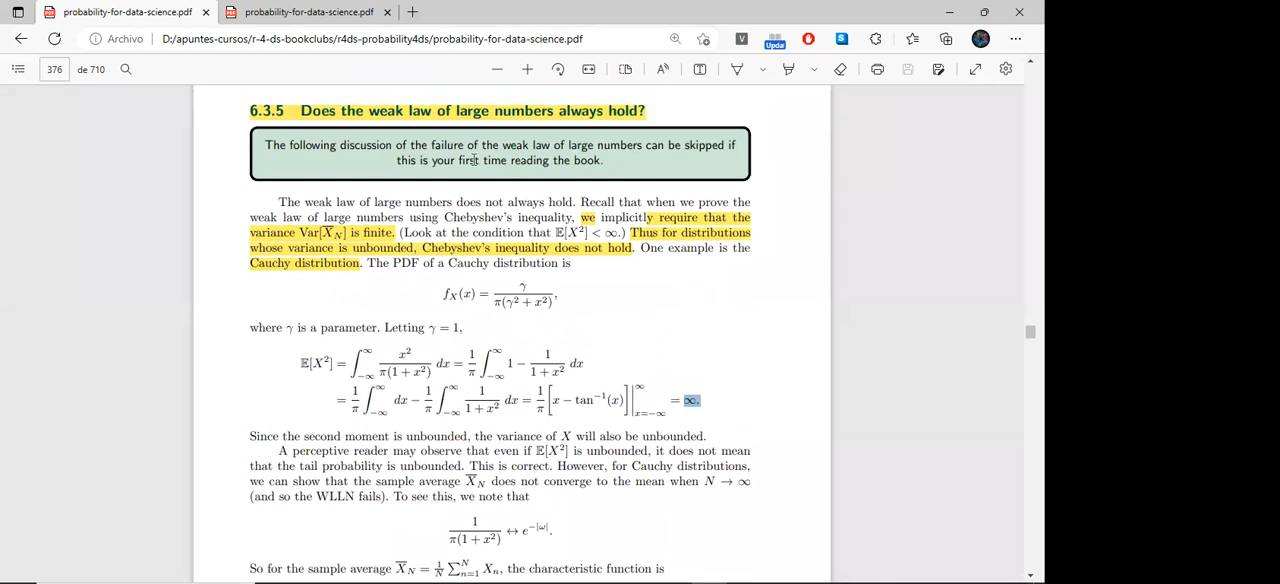 probability-for-data-science.pdf
probability-for-data-science.pdf
Archivo
D:/apuntes-cursos/r-4-ds-bookclubs/r4ds-probability4ds/probability-for-data-science.pdf
V
Updat
S
376 de 710
6.3.5 Does the weak law of large numbers always hold?
The following discussion of the failure of the weak law of large numbers can be skipped if
this is your first time reading the book.
The weak law of large numbers does not always hold. Recall that when we prove the
weak law of large numbers using Chebyshev's inequality, we implicitly require that the
variance Var[X̅_N] is finite. (Look at the condition that 𝔼[X²] < ∞.) Thus for distributions
whose variance is unbounded, Chebyshev's inequality does not hold. One example is the
Cauchy distribution. The PDF of a Cauchy distribution is
f_X(x) = γ / π(γ² + x²),
where γ is a parameter. Letting γ = 1,
𝔼[X²] = ∫_{-∞}^{∞} x² / π(1 + x²) dx = 1/π ∫_{-∞}^{∞} 1 − 1 / 1 + x² dx
= 1/π ∫_{-∞}^{∞} dx − 1/π ∫_{-∞}^{∞} 1 / 1 + x² dx = 1/π [x − tan⁻¹(x)] |_{x=−∞}^{∞} = ∞.
Since the second moment is unbounded, the variance of X will also be unbounded.
A perceptive reader may observe that even if 𝔼[X²] is unbounded, it does not mean
that the tail probability is unbounded. This is correct. However, for Cauchy distributions,
we can show that the sample average X̅_N does not converge to the mean when N → ∞
(and so the WLLN fails). To see this, we note that
1 / π(1 + x²) ↔ e^{−|ω|}.
So for the sample average X̅_N = 1/N ∑_{n=1}^{N} X_n, the characteristic function is